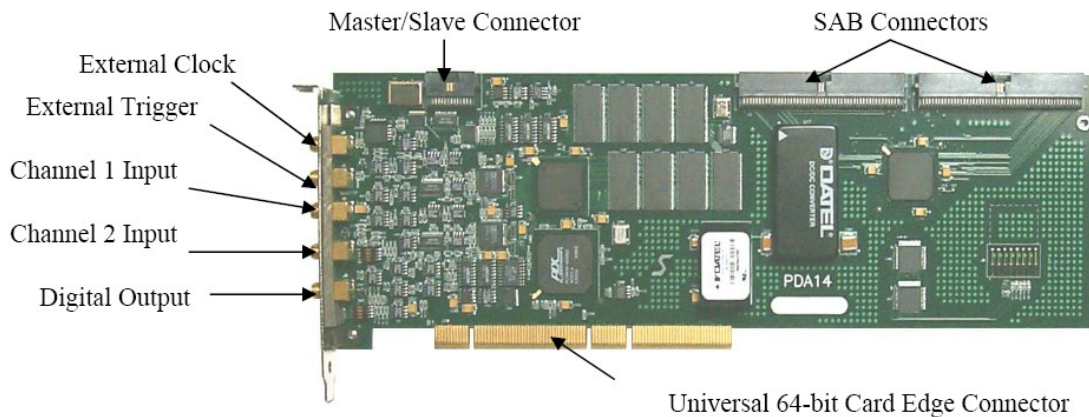 Master/Slave Connector
SAB Connectors
External Clock
External Trigger
Channel 1 Input
Channel 2 Input
Digital Output
DATEL
DC/DC CONVERTER
PLX
PDA14
Universal 64-bit Card Edge Connector